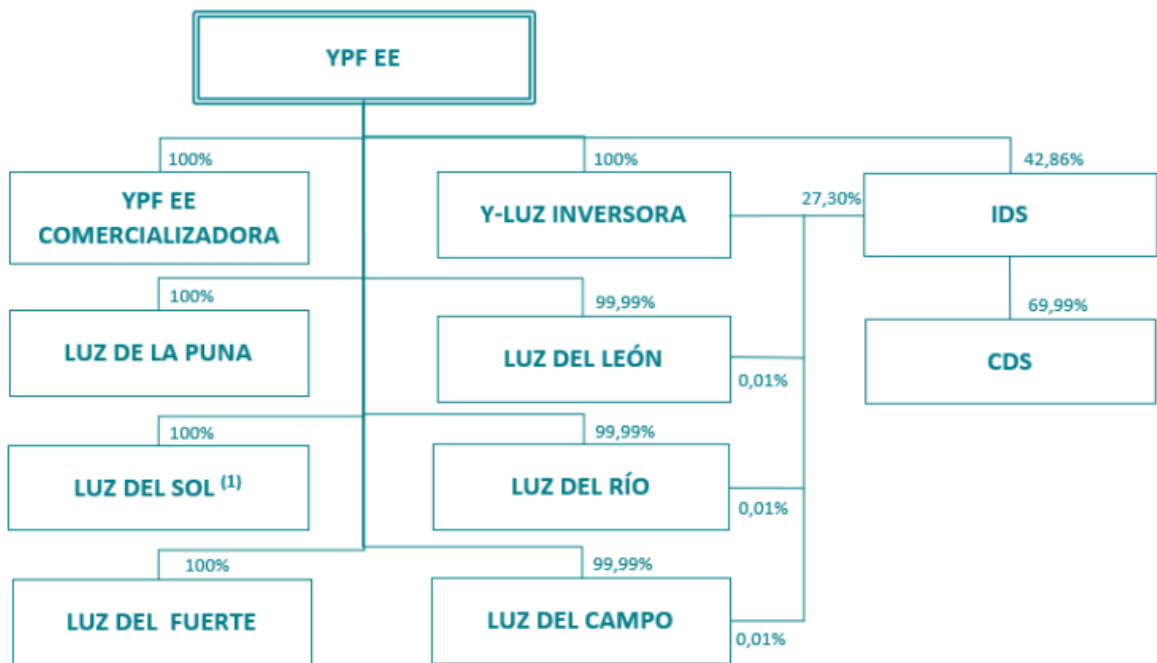 YPF EE
100%
100%
42,86%
YPF EE
COMERCIALIZADORA
Y-LUZ INVERSORA
27,30%
IDS
100%
99,99%
69,99%
LUZ DE LA PUNA
LUZ DEL LEÓN
0,01%
CDS
100%
99,99%
LUZ DEL SOL (1)
LUZ DEL RÍO
0,01%
100%
99,99%
LUZ DEL FUERTE
LUZ DEL CAMPO
0,01%